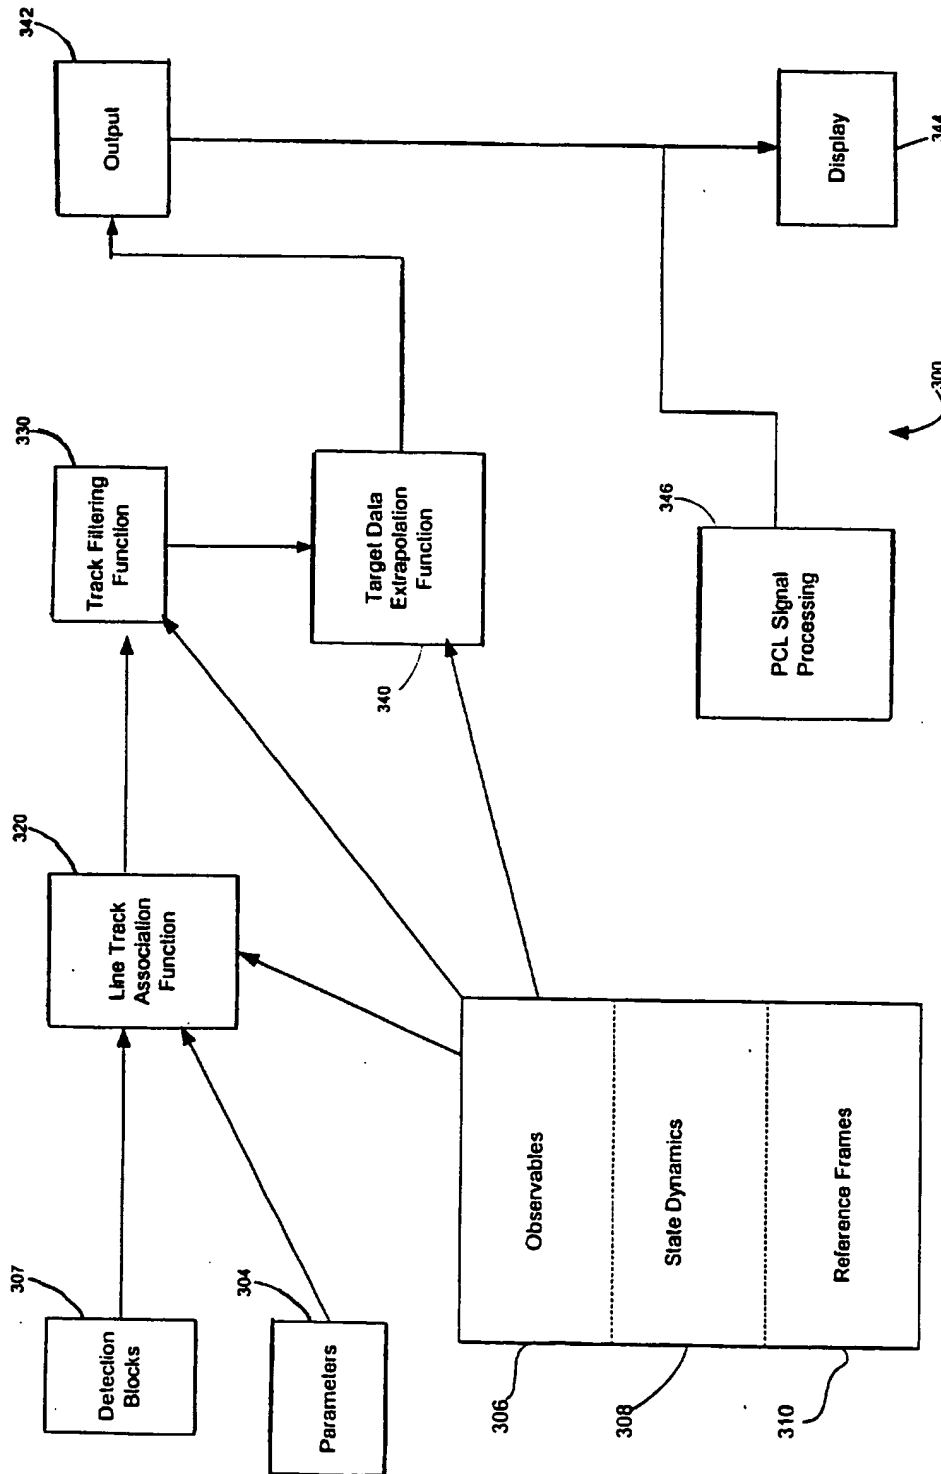 307
Detection
Blocks
304
Parameters
306
Observables
308
State Dynamics
310
Reference Frames
320
Line Track
Association
Function
330
Track Filtering
Function
340
Target Data
Extrapolation
Function
342
Output
346
PCL Signal
Processing
344
Display
300